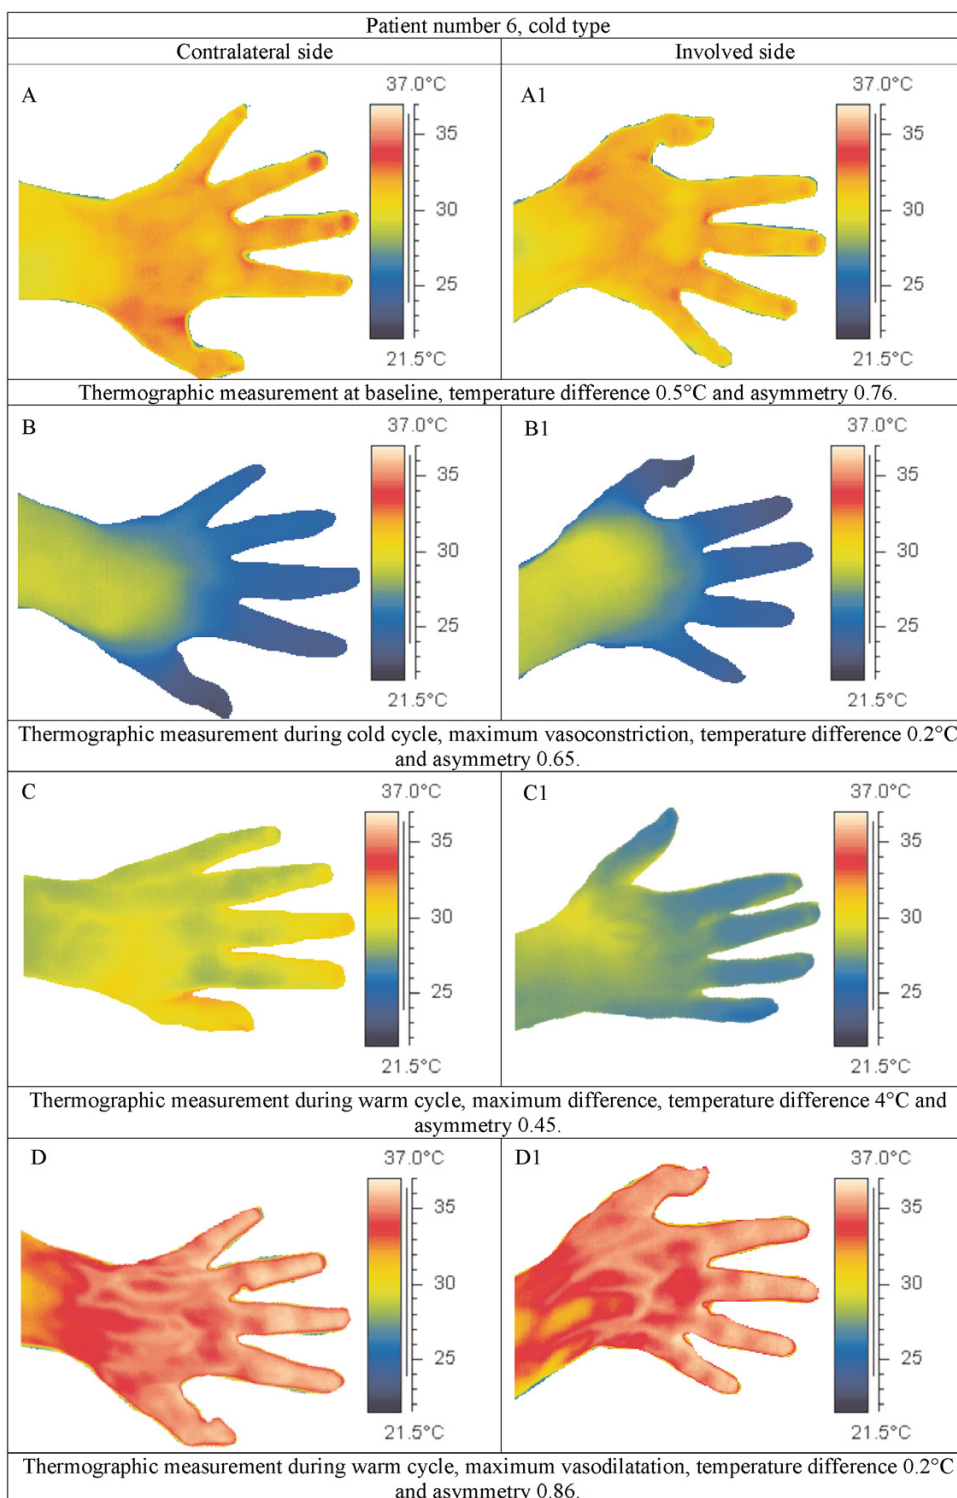 Patient number 6, cold type
Contralateral side
Involved side
A
37.0°C
35
30
25
21.5°C
A1
37.0°C
35
30
25
21.5°C
Thermographic measurement at baseline, temperature difference 0.5°C and asymmetry 0.76.
B
37.0°C
35
30
25
21.5°C
B1
37.0°C
35
30
25
21.5°C
Thermographic measurement during cold cycle, maximum vasoconstriction, temperature difference 0.2°C
and asymmetry 0.65.
C
37.0°C
35
30
25
21.5°C
C1
37.0°C
35
30
25
21.5°C
Thermographic measurement during warm cycle, maximum difference, temperature difference 4°C and
asymmetry 0.45.
D
37.0°C
35
30
25
21.5°C
D1
37.0°C
35
30
25
21.5°C
Thermographic measurement during warm cycle, maximum vasodilatation, temperature difference 0.2°C
and asymmetry 0.86.